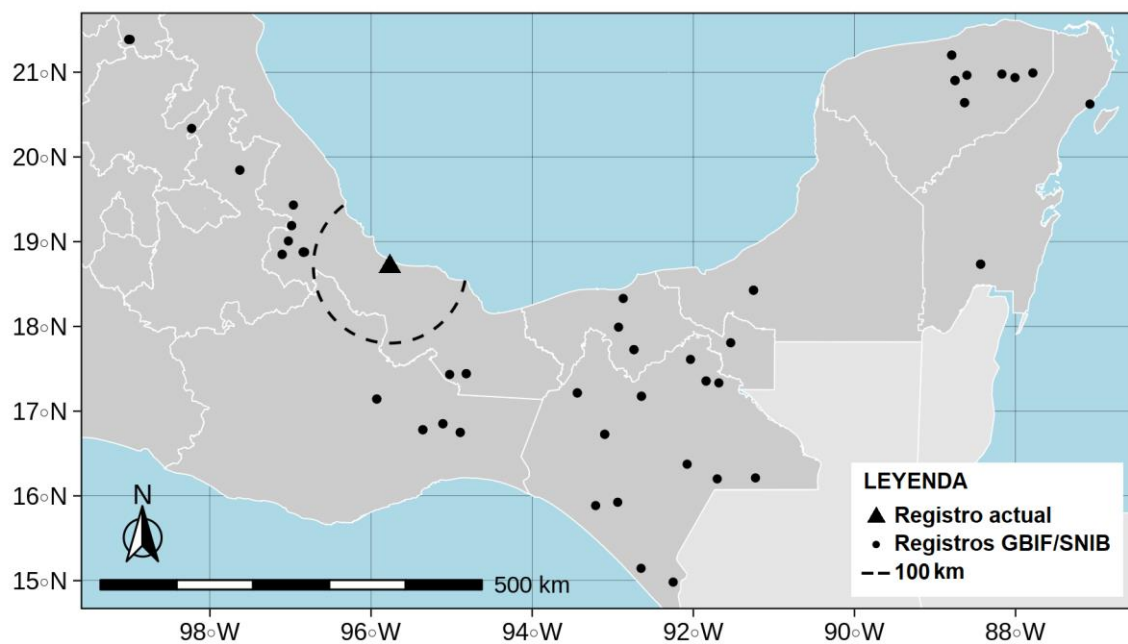 21°N
20°N
19°N
18°N
17°N
16°N
15°N
N
500 km
LEYENDA
Registro actual
Registros GBIF/SNIB
100 km
98°W
96°W
94°W
92°W
90°W
88°W